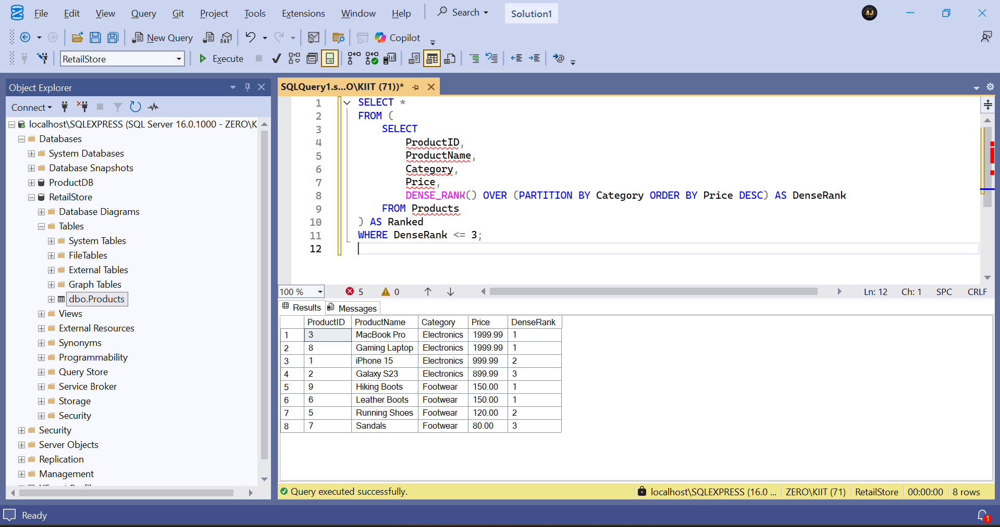 File Edit View Query Git Project Tools Extensions Window Help Search Solution1 AJ
New Query DAX Copilot
RetailStore Execute
Object Explorer
Connect
localhost\SQLEXPRESS (SQL Server 16.0.1000 - ZERO\K
Databases
System Databases
Database Snapshots
ProductDB
RetailStore
Database Diagrams
Tables
System Tables
FileTables
External Tables
Graph Tables
dbo.Products
Views
External Resources
Synonyms
Programmability
Query Store
Service Broker
Storage
Security
Security
Server Objects
Replication
Management
SQLQuery1.s...O\KIIT (71))*
1 SELECT *
2 FROM (
3 SELECT
4 ProductID,
5 ProductName,
6 Category,
7 Price,
8 DENSE_RANK() OVER (PARTITION BY Category ORDER BY Price DESC) AS DenseRank
9 FROM Products
10 ) AS Ranked
11 WHERE DenseRank <= 3;
12
100 % 5 0 Ln: 12 Ch: 1 SPC CRLF
Results Messages
ProductID ProductName Category Price DenseRank
1 3 MacBook Pro Electronics 1999.99 1
2 8 Gaming Laptop Electronics 1999.99 1
3 1 iPhone 15 Electronics 999.99 2
4 2 Galaxy S23 Electronics 899.99 3
5 9 Hiking Boots Footwear 150.00 1
6 6 Leather Boots Footwear 150.00 1
7 5 Running Shoes Footwear 120.00 2
8 7 Sandals Footwear 80.00 3
Query executed successfully. localhost\SQLEXPRESS (16.0 ... ZERO\KIIT (71) RetailStore 00:00:00 8 rows
Ready 1